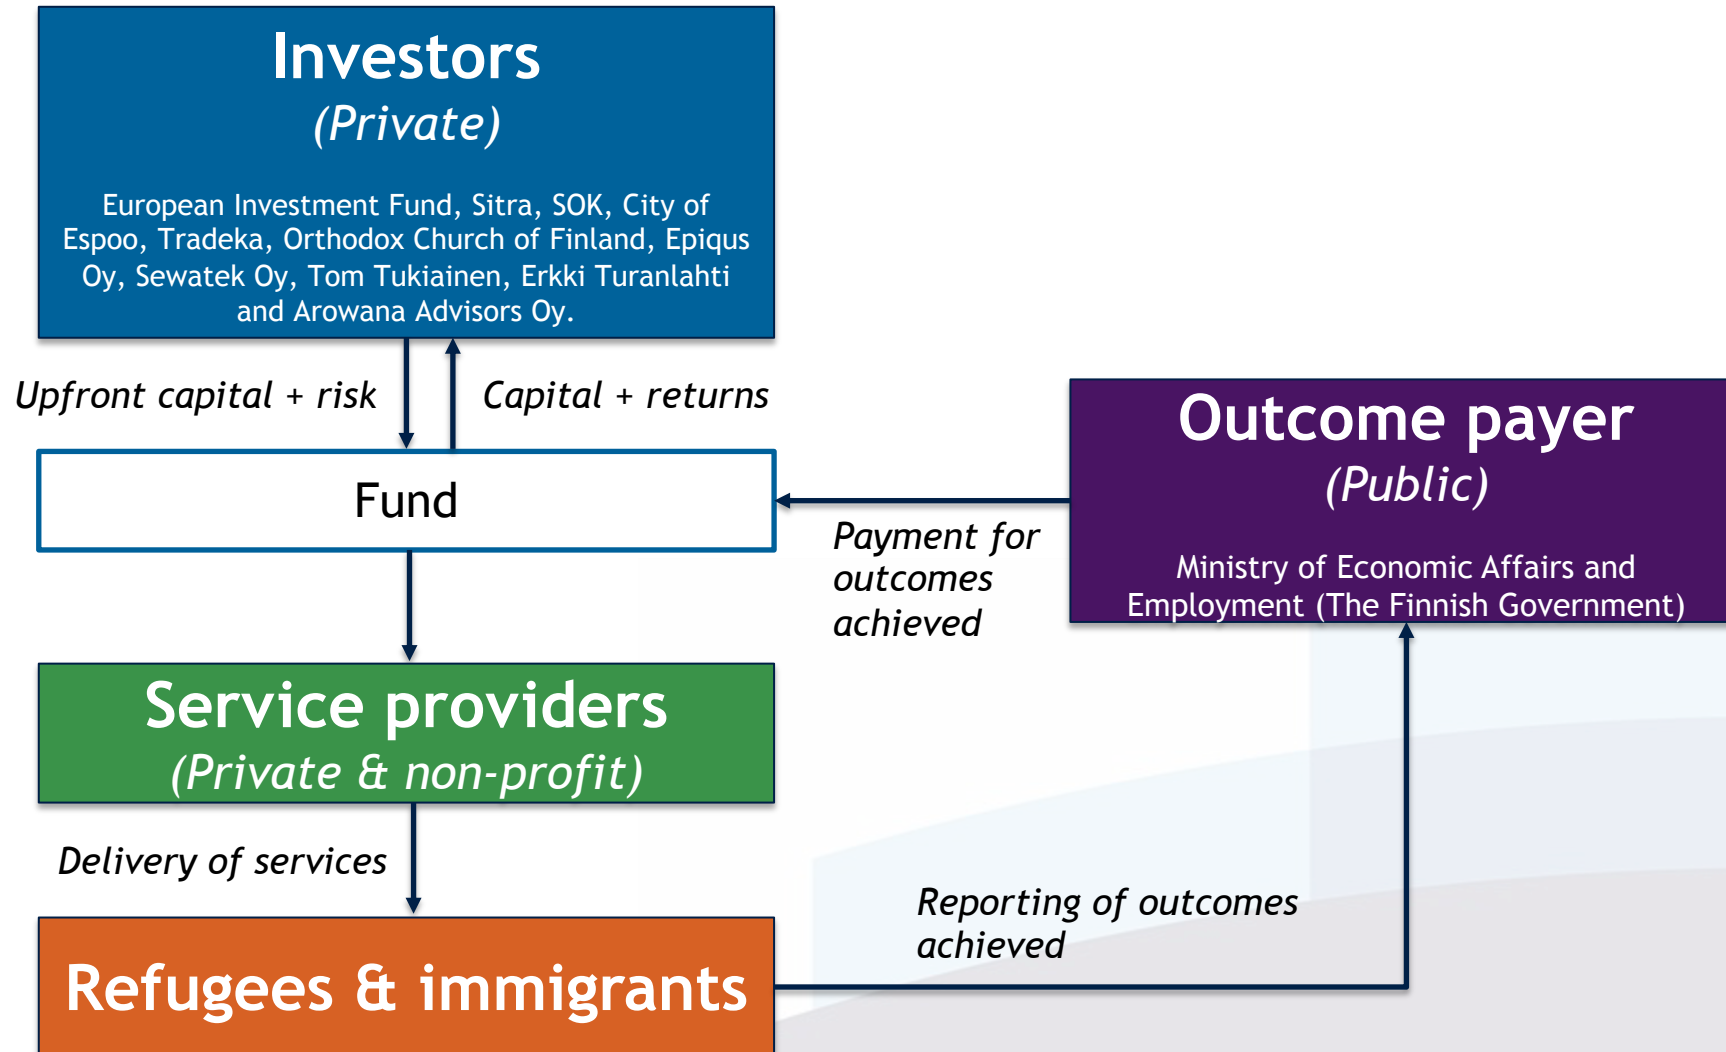 Investors
(Private)
European Investment Fund, Sitra, SOK, City of
Espoo, Tradeka, Orthodox Church of Finland, Epiqus
Oy, Sewatek Oy, Tom Tukiainen, Erkki Turanlahti
and Arowana Advisors Oy.
Upfront capital + risk
Capital + returns
Fund
Outcome payer
(Public)
Ministry of Economic Affairs and
Employment (The Finnish Government)
Payment for
outcomes
achieved
Service providers
(Private & non-profit)
Delivery of services
Reporting of outcomes
achieved
Refugees & immigrants